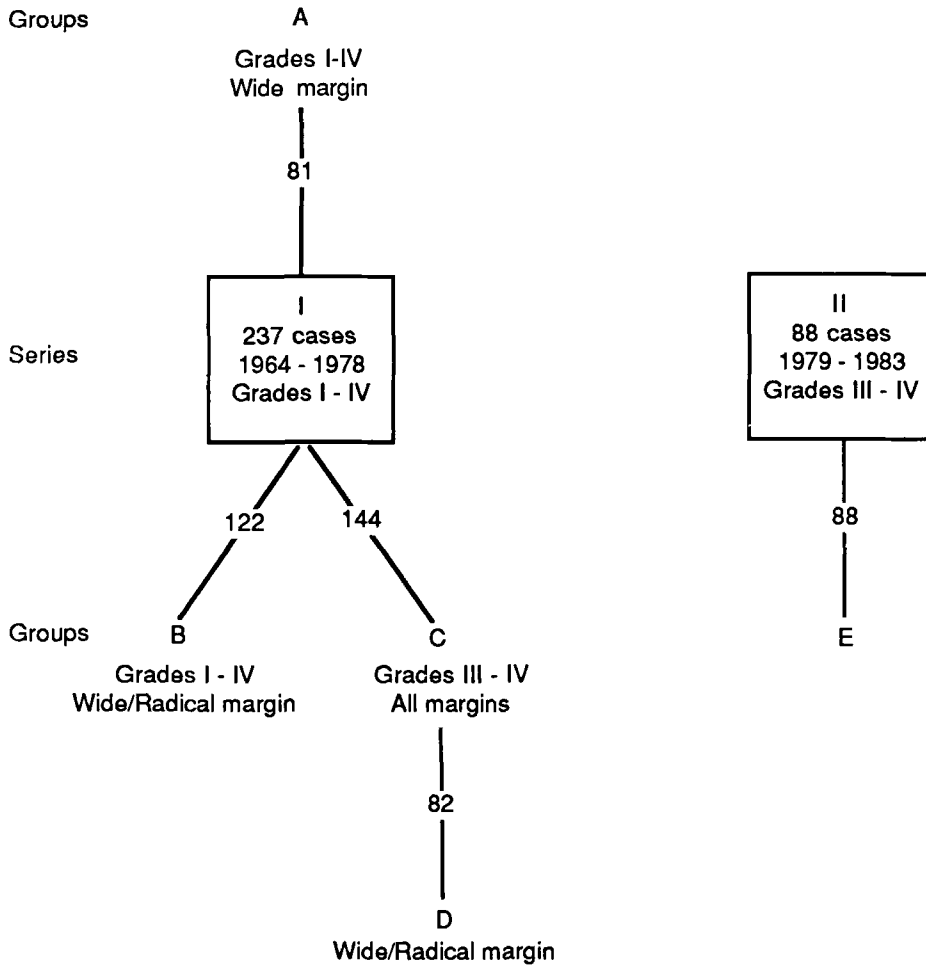 Groups
A
Grades I-IV
Wide margin
81
Series
I
237 cases
1964 - 1978
Grades I - IV
II
88 cases
1979 - 1983
Grades III - IV
122
144
88
Groups
B
Grades I - IV
Wide/Radical margin
C
Grades III - IV
All margins
E
82
D
Wide/Radical margin